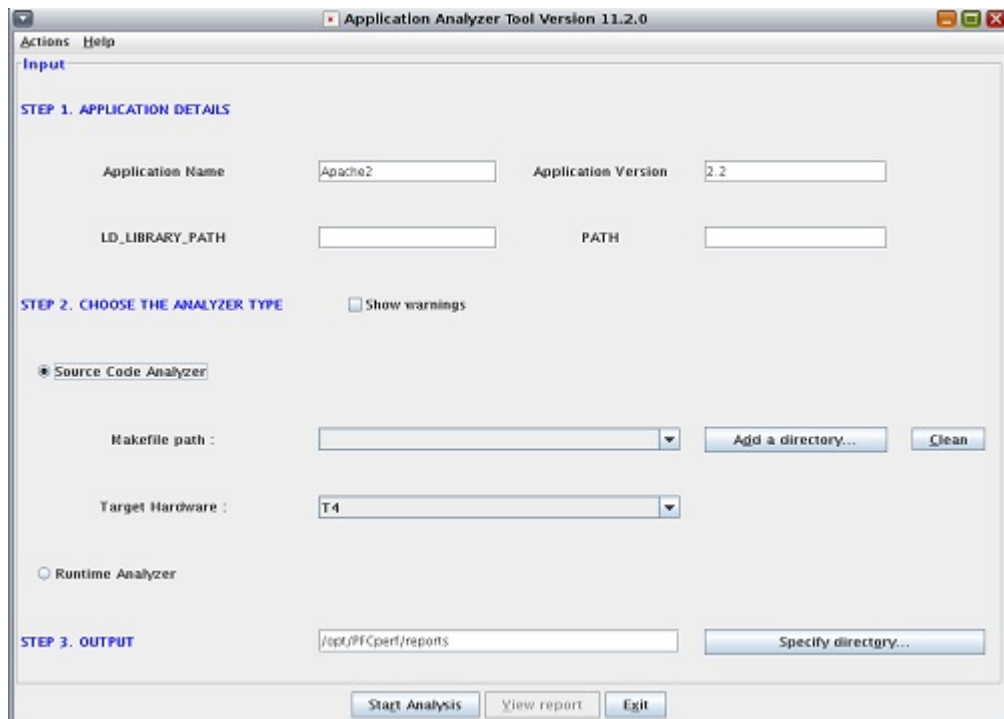 Application Analyzer Tool Version 11.2.0
Actions Help
Input
STEP 1. APPLICATION DETAILS
Application Name Apache2 Application Version 2.2
LD_LIBRARY_PATH PATH
STEP 2. CHOOSE THE ANALYZER TYPE Show warnings
Source Code Analyzer
Makefile path : Add a directory... Clean
Target Hardware : T4
Runtime Analyzer
STEP 3. OUTPUT /opt/PFCperf/reports Specify directory...
Start Analysis View report Exit